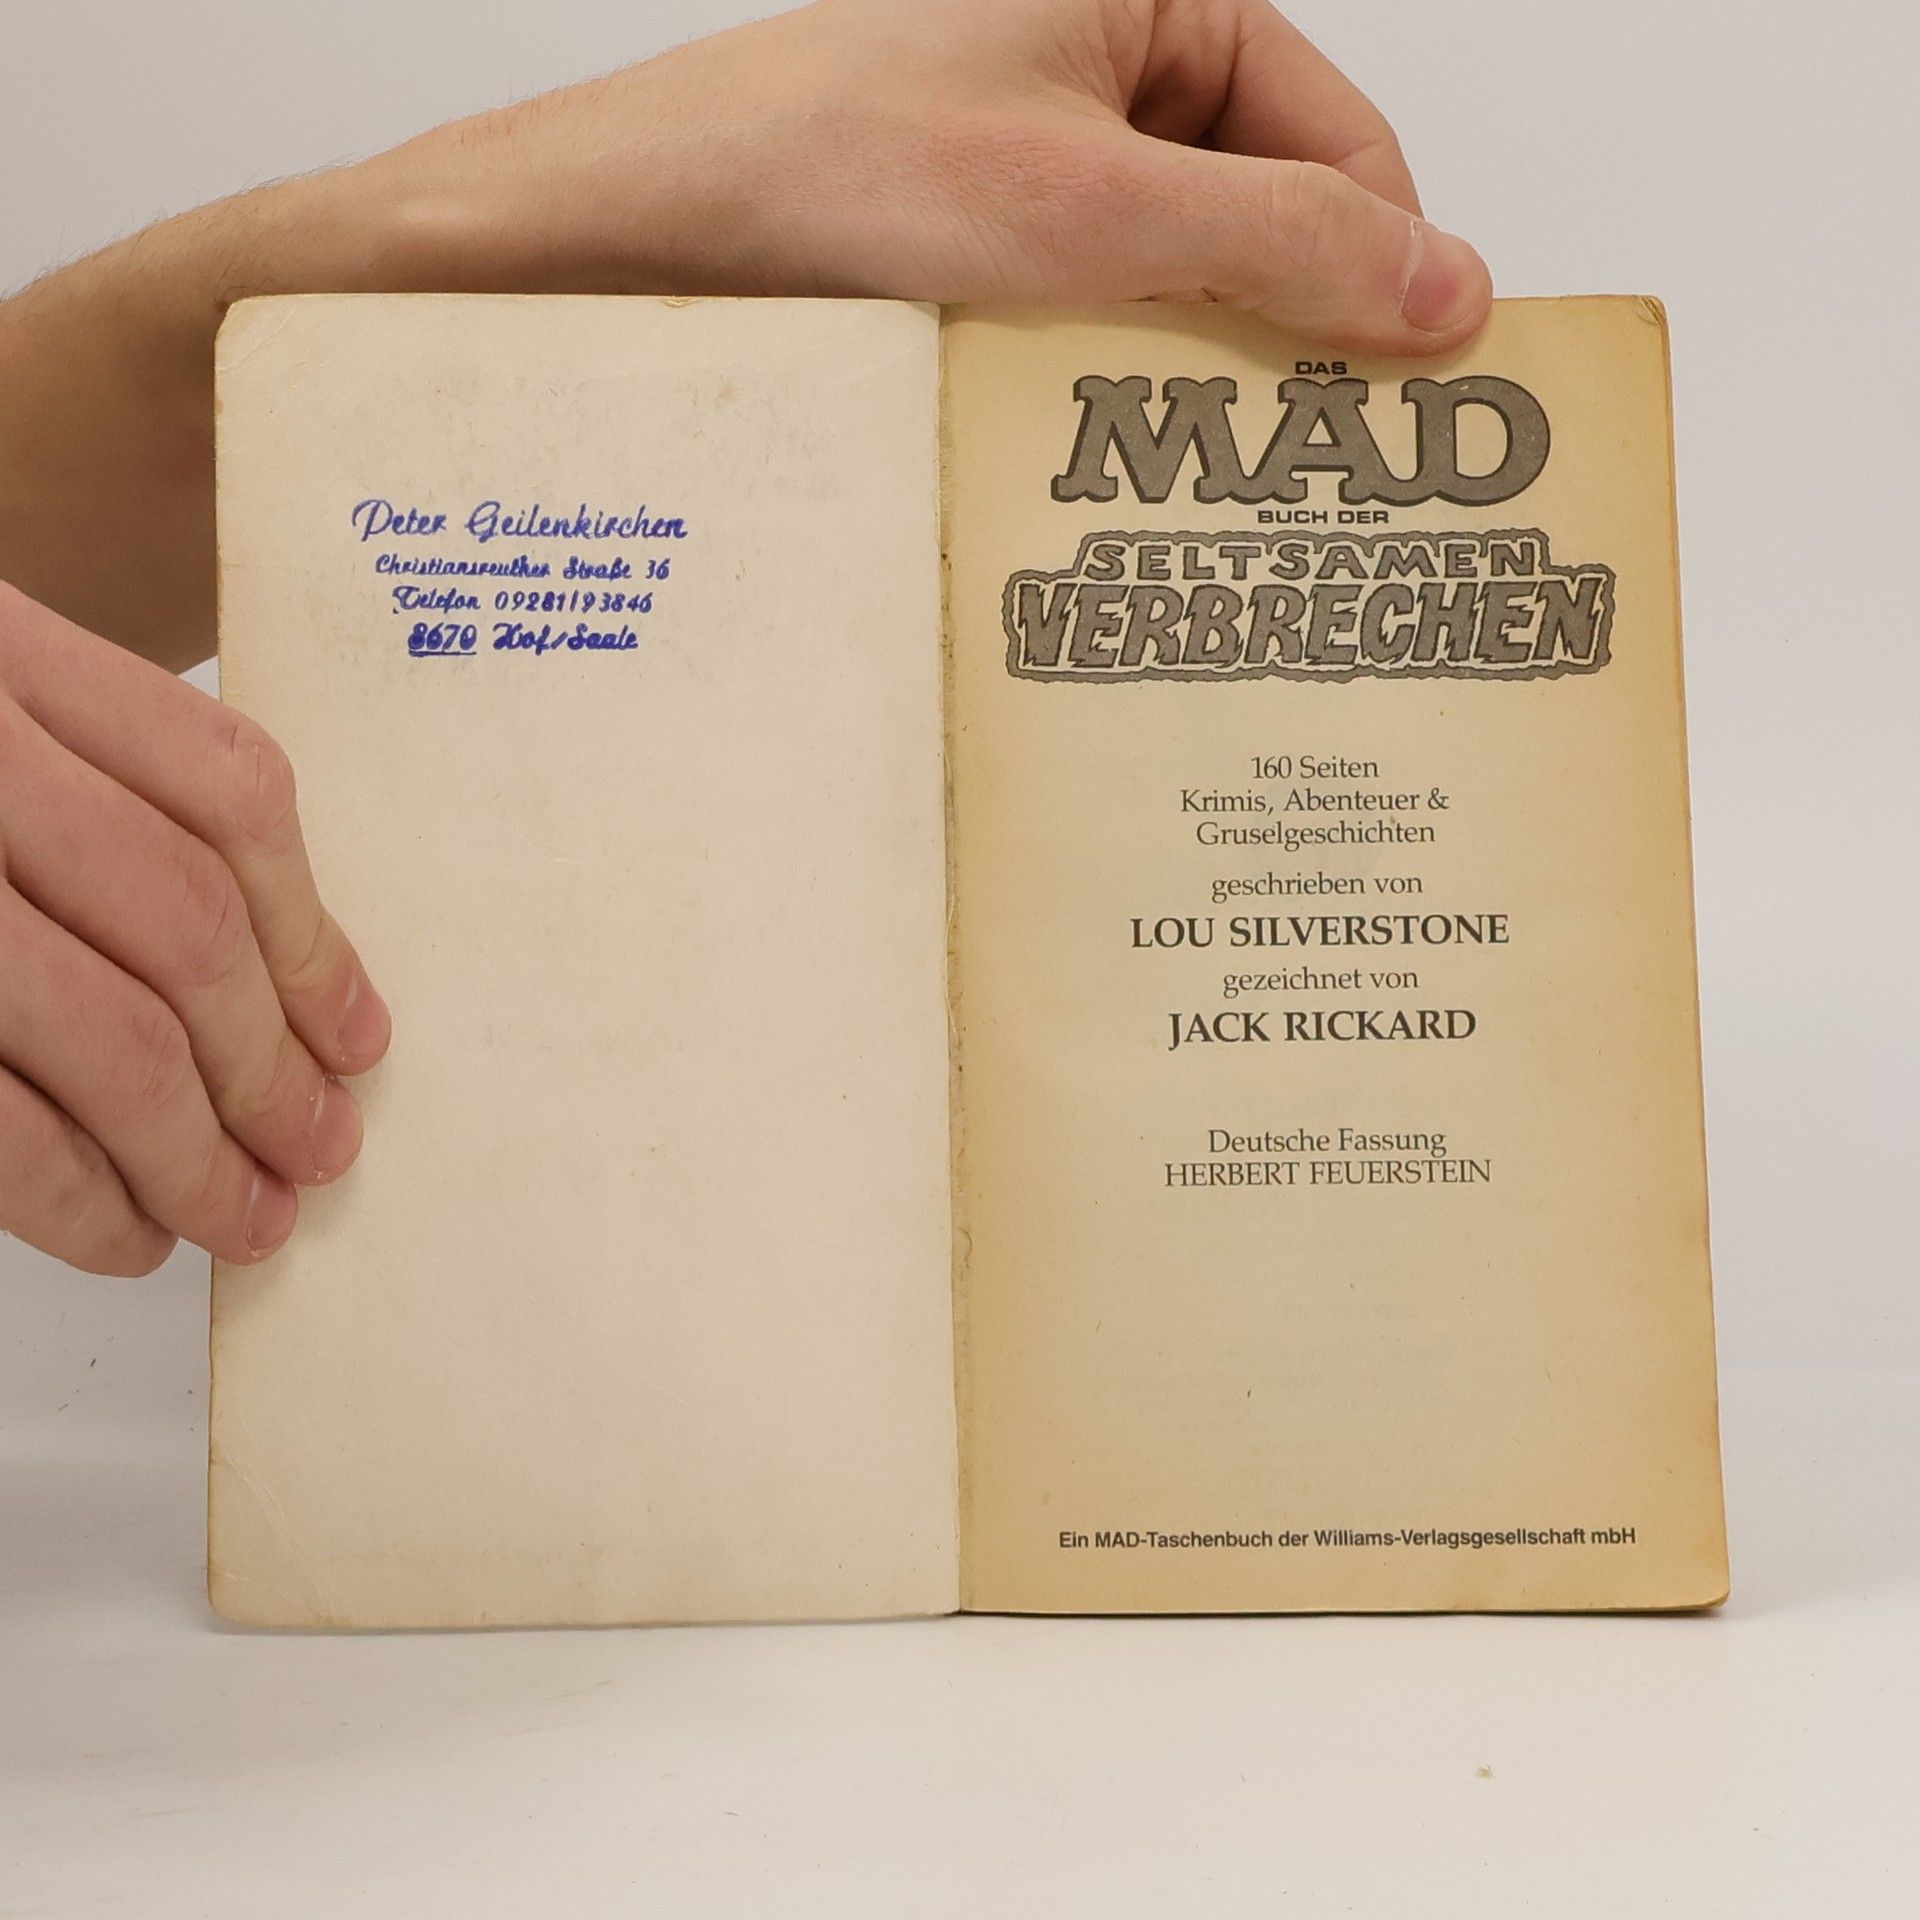 Peter Geilenkirchen
Christiansreuther Straße 36
Telefon 09281/93846
8670 Hof/Saale
DAS
MAD
BUCH DER
SELTSAMEN
VERBRECHEN
160 Seiten
Krimis, Abenteuer &
Gruselgeschichten
geschrieben von
LOU SILVERSTONE
gezeichnet von
JACK RICKARD
Deutsche Fassung
HERBERT FEUERSTEIN
Ein MAD-Taschenbuch der Williams-Verlagsgesellschaft mbH